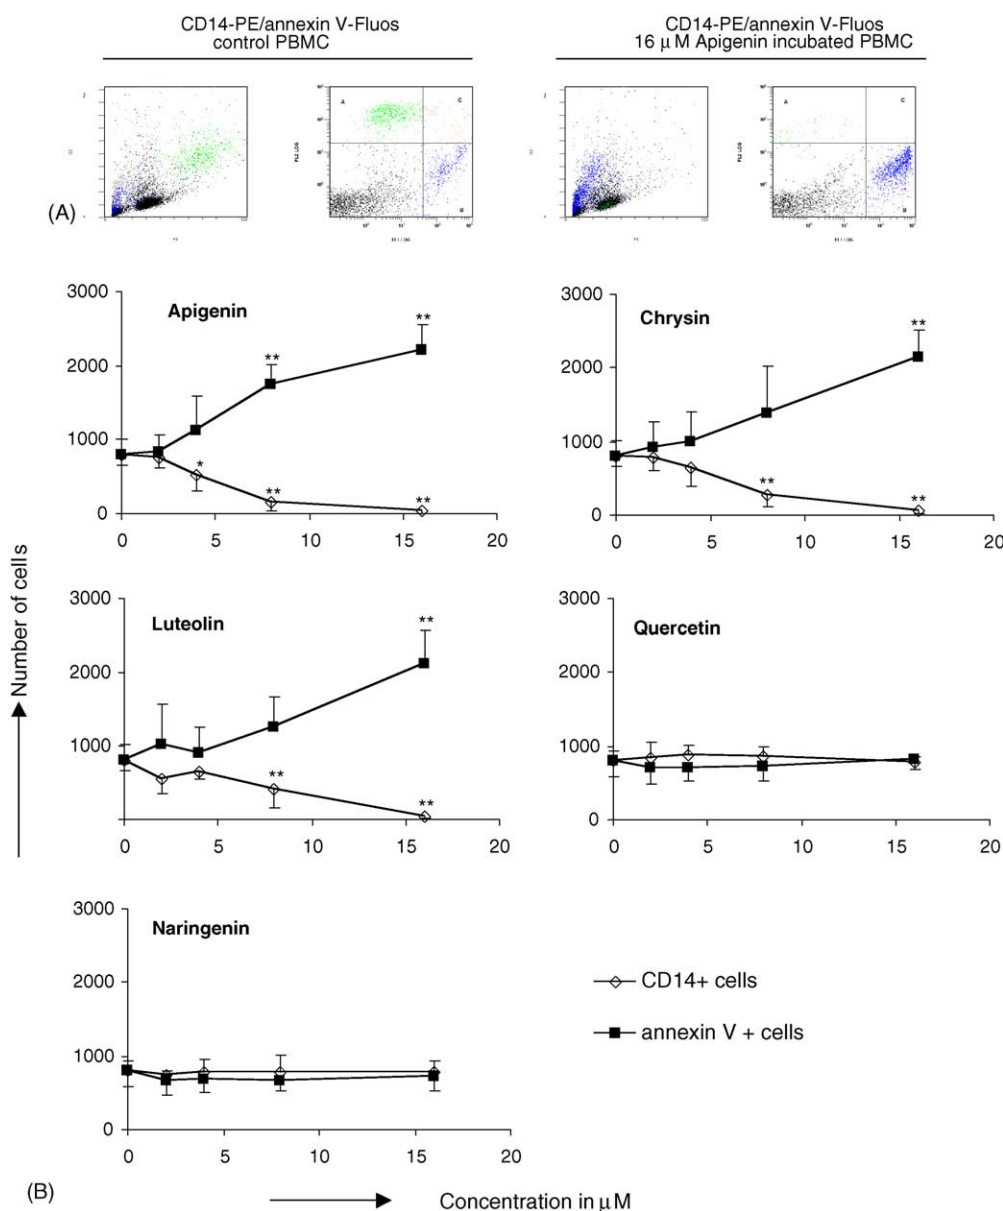 CD14-PE/annexin V-Fluos
control PBMC
CD14-PE/annexin V-Fluos
16 μM Apigenin incubated PBMC
A
C
B
A
C
B
(A)
3000
2000
1000
0
Apigenin
**
**
*
**
**
0 5 10 15 20
3000
2000
1000
0
Chrysin
**
**
**
0 5 10 15 20
Number of cells
3000
2000
1000
Luteolin
**
**
**
0 5 10 15 20
3000
2000
1000
0
Quercetin
0 5 10 15 20
3000
2000
1000
0
Naringenin
0 5 10 15 20
CD14+ cells
annexin V + cells
(B)
Concentration in μM